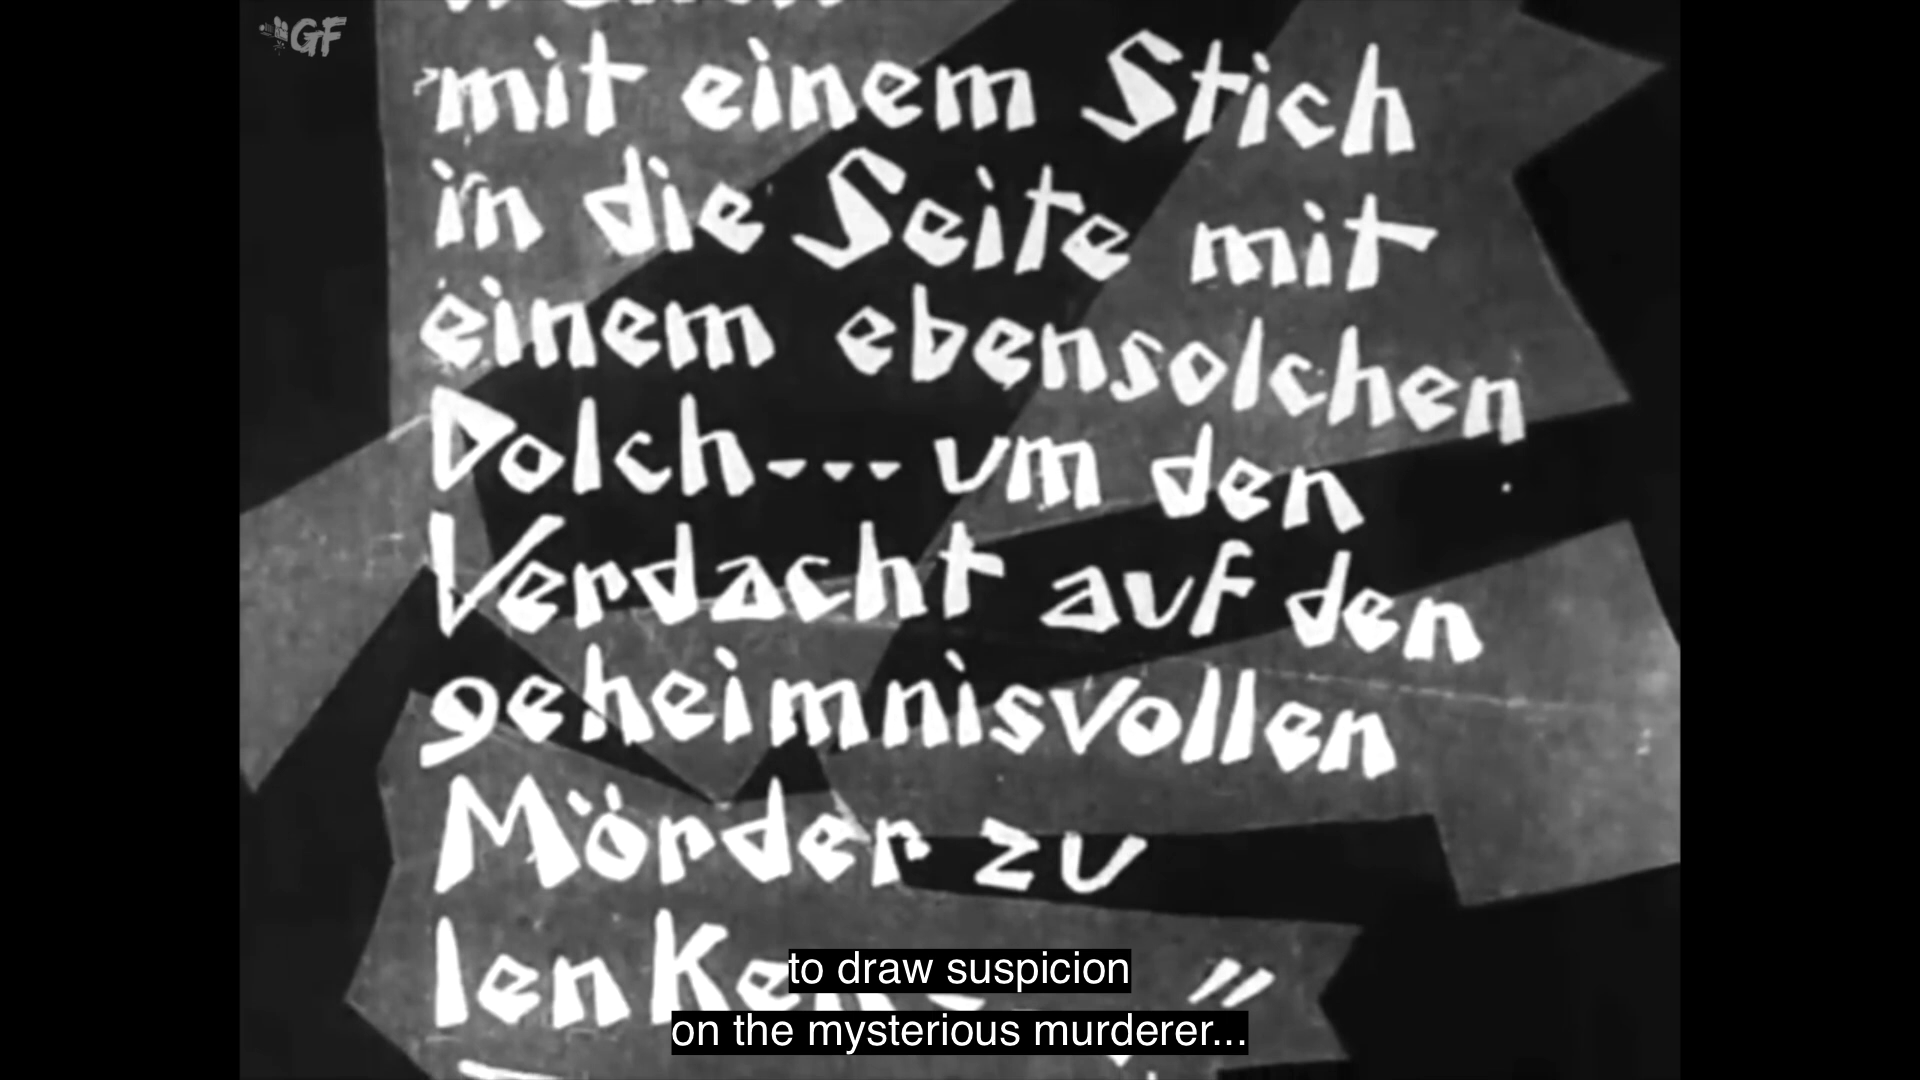 GF
mit einem Stich
in die Seite mit
einem ebensolchen
Dolch--- um den
Verdacht auf den
geheimnisvollen
Mörder zu
lenken- "
to draw suspicion
on the mysterious murderer...